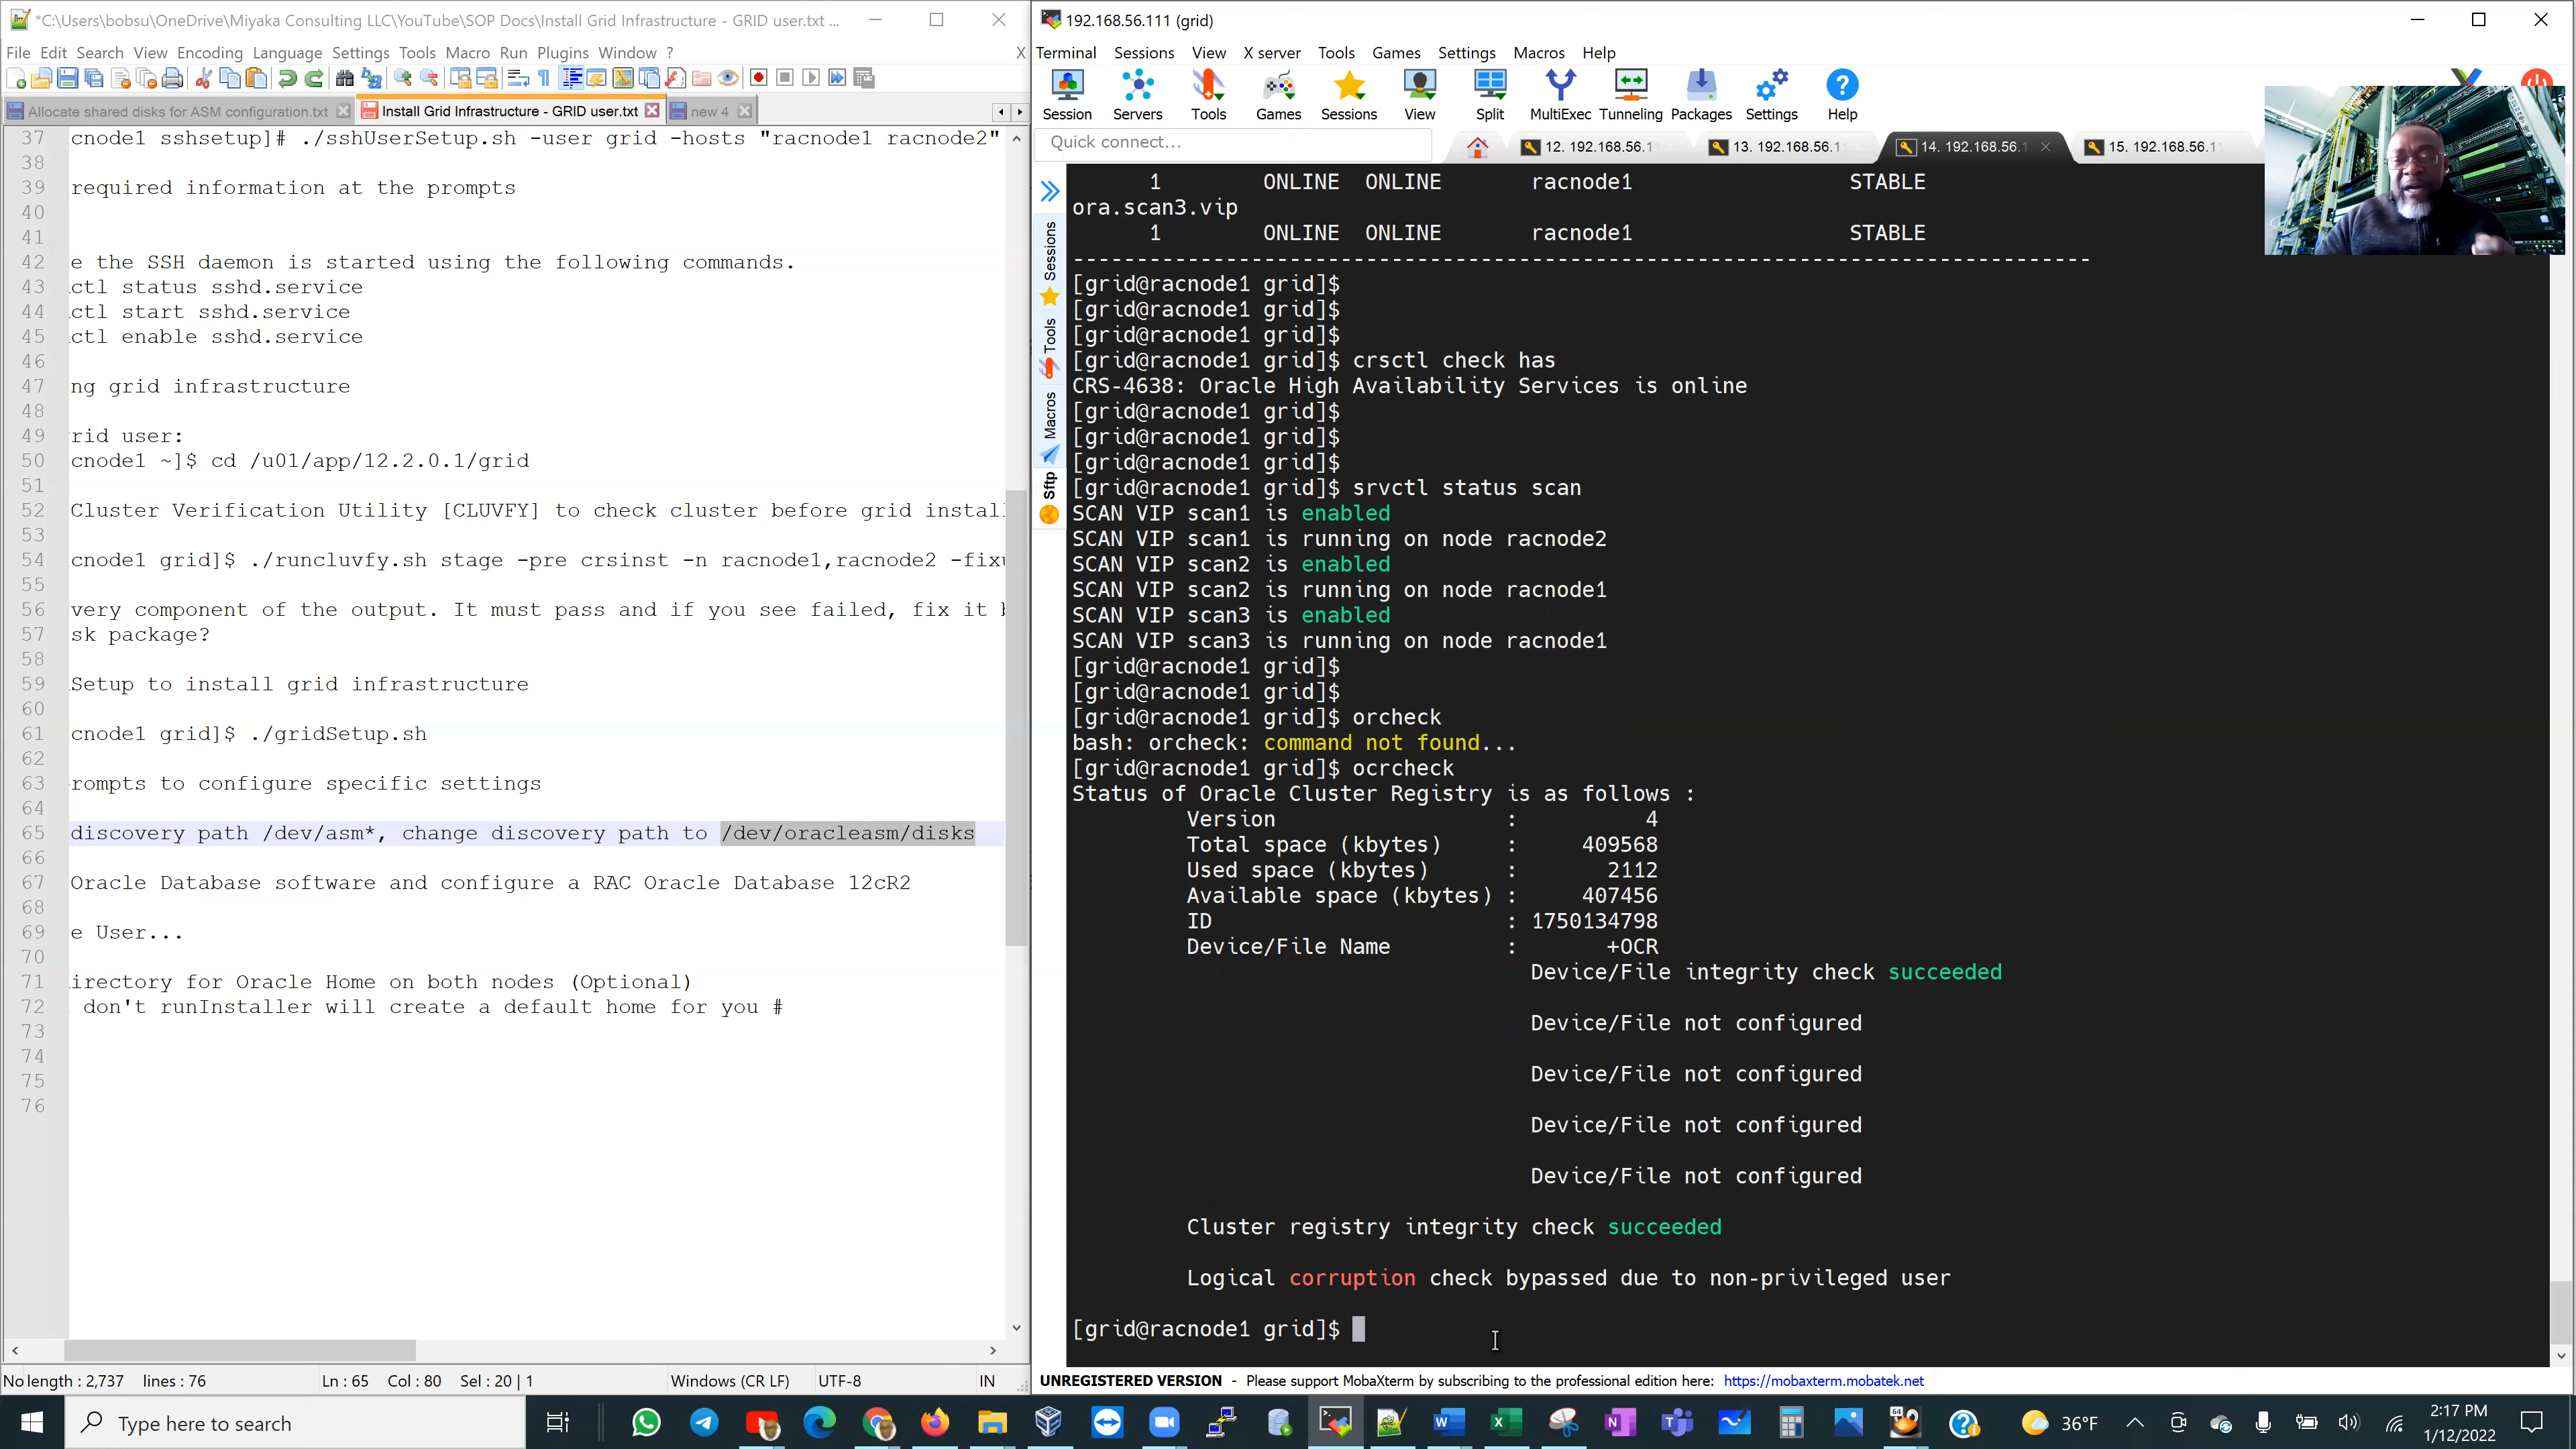 *C:\Users\bobsu\OneDrive\Miyaka Consulting LLC\YouTube\SOP Docs\Install Grid Infrastructure - GRID user.txt ...
File Edit Search View Encoding Language Settings Tools Macro Run Plugins Window ?
X
Allocate shared disks for ASM configuration.txt
Install Grid Infrastructure - GRID user.txt
new 4
37 cnode1 sshsetup]# ./sshUserSetup.sh -user grid -hosts "racnode1 racnode2"
38
39 required information at the prompts
40
41
42 e the SSH daemon is started using the following commands.
43 ctl status sshd.service
44 ctl start sshd.service
45 ctl enable sshd.service
46
47 ng grid infrastructure
48
49 rid user:
50 cnode1 ~]$ cd /u01/app/12.2.0.1/grid
51
52 Cluster Verification Utility [CLUVFY] to check cluster before grid instal
53
54 cnode1 grid]$ ./runcluvfy.sh stage -pre crsinst -n racnode1,racnode2 -fix
55
56 very component of the output. It must pass and if you see failed, fix it
57 sk package?
58
59 Setup to install grid infrastructure
60
61 cnode1 grid]$ ./gridSetup.sh
62
63 rompts to configure specific settings
64
65 discovery path /dev/asm*, change discovery path to /dev/oracleasm/disks
66
67 Oracle Database software and configure a RAC Oracle Database 12cR2
68
69 e User...
70
71 irectory for Oracle Home on both nodes (Optional)
72 don't runInstaller will create a default home for you #
73
74
75
76
No length : 2,737 lines : 76 Ln : 65 Col : 80 Sel : 20 | 1 Windows (CR LF) UTF-8 IN
192.168.56.111 (grid)
Terminal Sessions View X server Tools Games Settings Macros Help
Session Servers Tools Games Sessions View Split MultiExec Tunneling Packages Settings Help
Quick connect...
12. 192.168.56.1
13. 192.168.56.1
14. 192.168.56.1
15. 192.168.56.1
Sessions
Tools
Macros
Sftp
1 ONLINE ONLINE racnode1 STABLE
ora.scan3.vip
1 ONLINE ONLINE racnode1 STABLE
--------------------------------------------------------------------------------
[grid@racnode1 grid]$
[grid@racnode1 grid]$
[grid@racnode1 grid]$
[grid@racnode1 grid]$ crsctl check has
CRS-4638: Oracle High Availability Services is online
[grid@racnode1 grid]$
[grid@racnode1 grid]$
[grid@racnode1 grid]$
[grid@racnode1 grid]$ srvctl status scan
SCAN VIP scan1 is enabled
SCAN VIP scan1 is running on node racnode2
SCAN VIP scan2 is enabled
SCAN VIP scan2 is running on node racnode1
SCAN VIP scan3 is enabled
SCAN VIP scan3 is running on node racnode1
[grid@racnode1 grid]$
[grid@racnode1 grid]$
[grid@racnode1 grid]$ orcheck
bash: orcheck: command not found...
[grid@racnode1 grid]$ ocrcheck
Status of Oracle Cluster Registry is as follows :
Version : 4
Total space (kbytes) : 409568
Used space (kbytes) : 2112
Available space (kbytes) : 407456
ID : 1750134798
Device/File Name : +OCR
Device/File integrity check succeeded
Device/File not configured
Device/File not configured
Device/File not configured
Device/File not configured
Cluster registry integrity check succeeded
Logical corruption check bypassed due to non-privileged user
[grid@racnode1 grid]$
UNREGISTERED VERSION - Please support MobaXterm by subscribing to the professional edition here: https://mobaxterm.mobatek.net
Type here to search
36°F
2:17 PM
1/12/2022